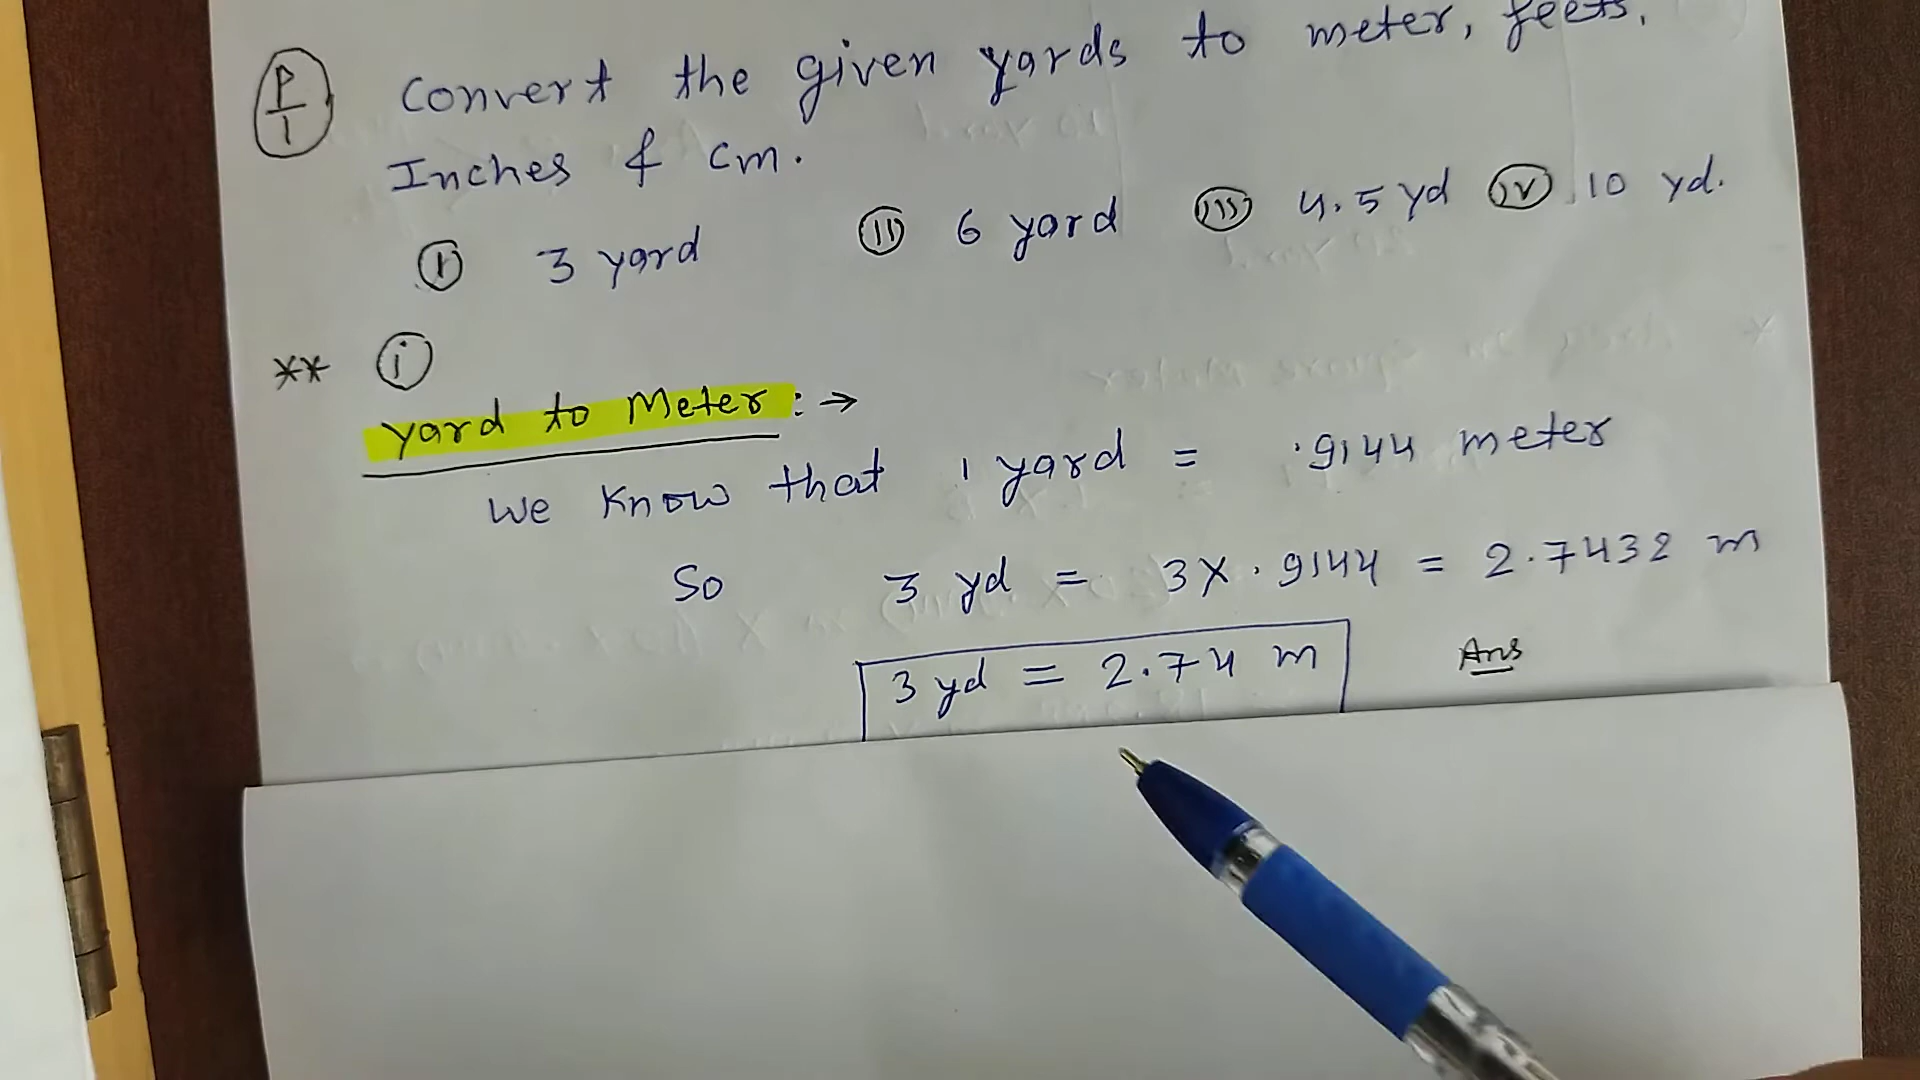 P/1 Convert the given yards to meter, feets,
Inches & cm.
(i) 3 yard (ii) 6 yard (iii) 4.5 yd (iv) 10 yd.
** (i)
Yard to Meter :→
We Know that 1 yard = .9144 meter
So 3 yd = 3 X .9144 = 2.7432 m
3 yd = 2.74 m Ans